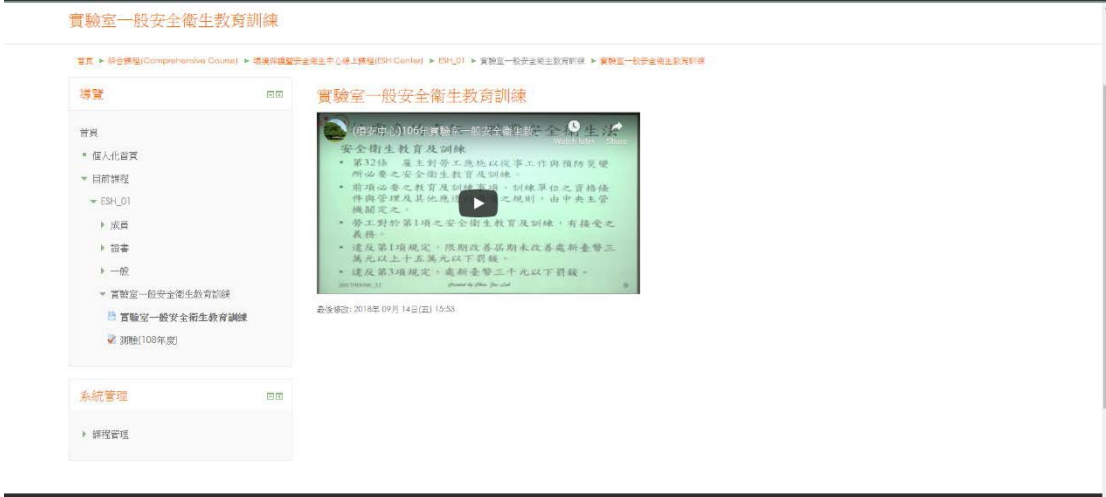 實驗室一般安全衛生教育訓練
首頁 ► 綜合課程(Comprehensive Course) ► 環境保護暨安全衛生中心線上課程(ESH Center) ► ESH_01 ► 實驗室一般安全衛生教育訓練 ► 實驗室一般安全衛生教育訓練
導覽
首頁
個人化首頁
目前課程
ESH_01
成員
證書
一般
實驗室一般安全衛生教育訓練
實驗室一般安全衛生教育訓練
測驗(108年度)
系統管理
課程管理
實驗室一般安全衛生教育訓練
(環安中心)106年實驗室一般安全衛生教
Watch later
Share
安全衛生教育及訓練
• 第32條 雇主對勞工應施以從事工作與預防災變
所必要之安全衛生教育及訓練。
• 前項必要之教育及訓練事項、訓練單位之資格條
件與管理及其他應遵 之規則,由中央主管
機關定之。
• 勞工對於第1項之安全衛生教育及訓練,有接受之
義務。
• 違反第1項規定,限期改善屆期未改善處新臺幣三
萬元以上十五萬元以下罰鍰。
• 違反第3項規定,處新臺幣三千元以下罰鍰。
最後修改: 2018年 09月 14日(五) 15:53